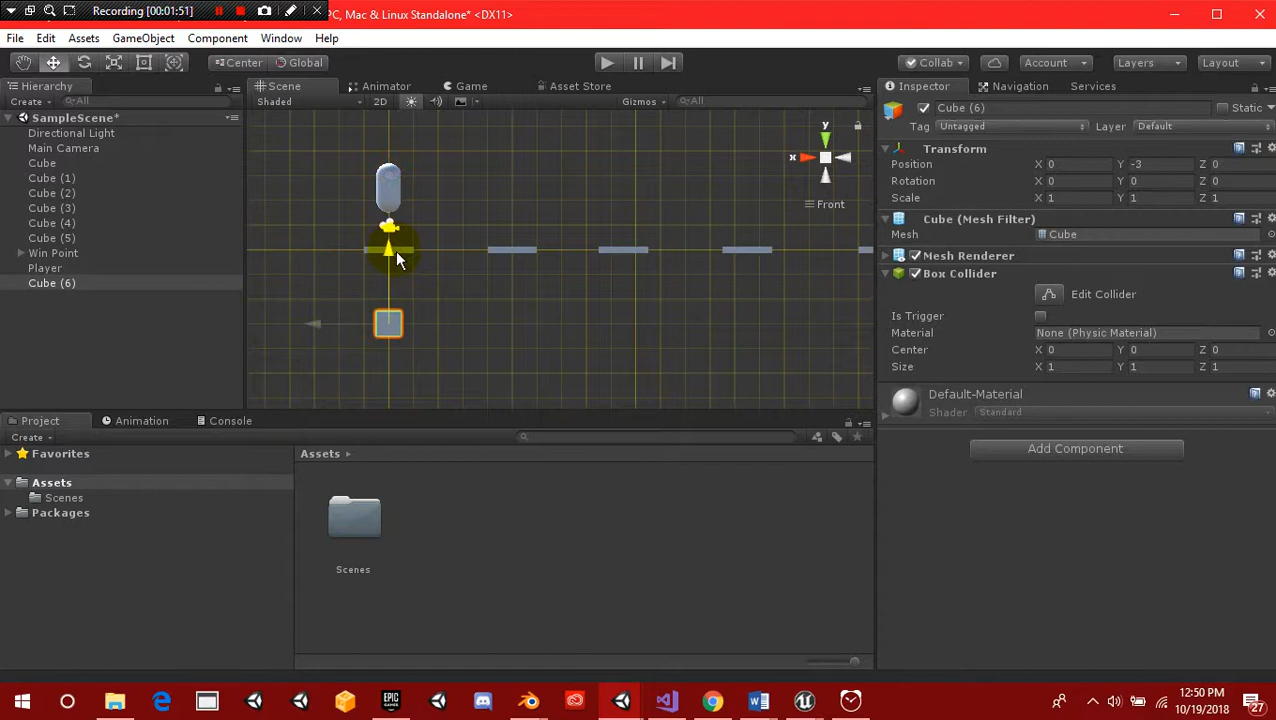 Recording [00:01:51]
PC, Mac & Linux Standalone* <DX11>
File Edit Assets GameObject Component Window Help
Center Global Collab Account Layers Layout
Hierarchy
Create All
SampleScene*
Directional Light
Main Camera
Cube
Cube (1)
Cube (2)
Cube (3)
Cube (4)
Cube (5)
Win Point
Player
Cube (6)
Scene Animator Game Asset Store
Shaded 2D Gizmos All
y
x
Front
Inspector Navigation Services
Cube (6) Static
Tag Untagged Layer Default
Transform
Position X 0 Y -3 Z 0
Rotation X 0 Y 0 Z 0
Scale X 1 Y 1 Z 1
Cube (Mesh Filter)
Mesh Cube
Mesh Renderer
Box Collider
Edit Collider
Is Trigger
Material None (Physic Material)
Center X 0 Y 0 Z 0
Size X 1 Y 1 Z 1
Default-Material
Shader Standard
Add Component
Project Animation Console
Create
Favorites
Assets
Scenes
Packages
Assets
Scenes
EPIC GAMES
12:50 PM
10/19/2018
27